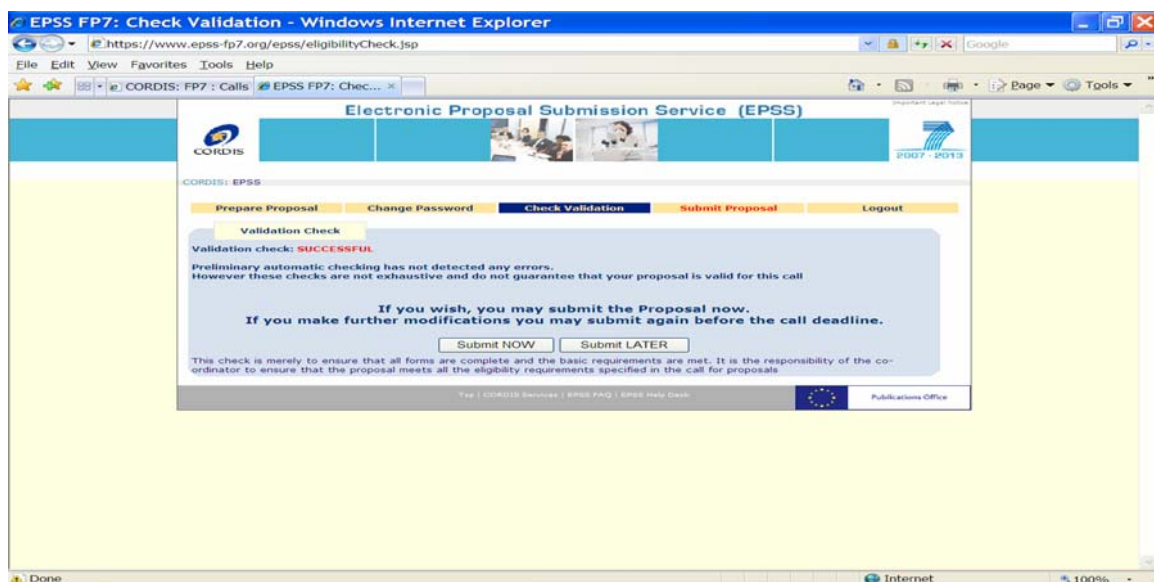 EPSS FP7: Check Validation - Windows Internet Explorer
https://www.epss-fp7.org/epss/eligibilityCheck.jsp
Google
File Edit View Favorites Tools Help
CORDIS: FP7 : Calls
EPSS FP7: Chec...
Page
Tools
Electronic Proposal Submission Service (EPSS)
Important Legal Notice
CORDIS
7
2007 - 2013
CORDIS: EPSS
Prepare Proposal Change Password Check Validation Submit Proposal Logout
Validation Check
Validation check: SUCCESSFUL
Preliminary automatic checking has not detected any errors.
However these checks are not exhaustive and do not guarantee that your proposal is valid for this call
If you wish, you may submit the Proposal now.
If you make further modifications you may submit again before the call deadline.
Submit NOW Submit LATER
This check is merely to ensure that all forms are complete and the basic requirements are met. It is the responsibility of the co-
ordinator to ensure that the proposal meets all the eligibility requirements specified in the call for proposals
Top | CORDIS Services | EPSS FAQ | EPSS Help Desk
Publications Office
Done
Internet
100%